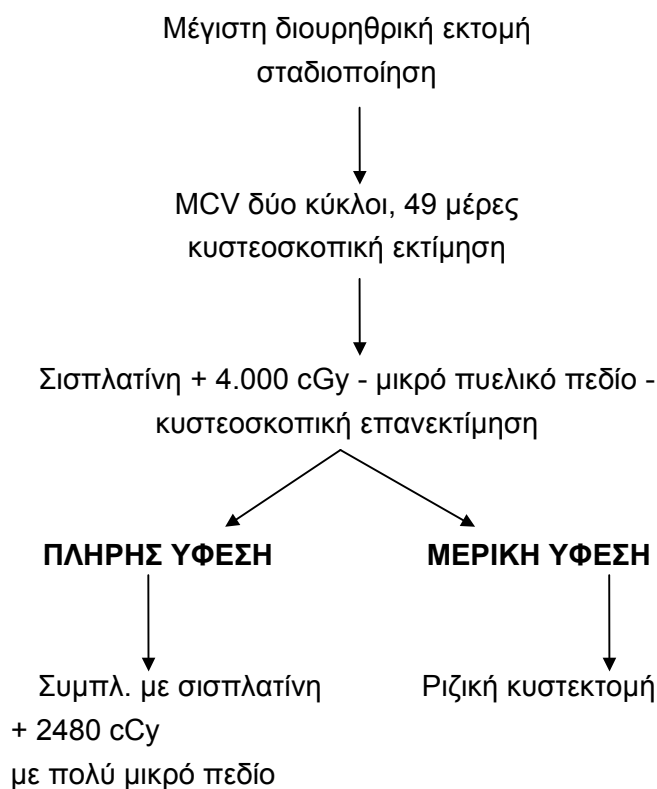 Μέγιστη διουρηθρική εκτομή
σταδιοποίηση
MCV δύο κύκλοι, 49 μέρες
κυστεοσκοπική εκτίμηση
Σισπλατίνη + 4.000 cGy - μικρό πυελικό πεδίο -
κυστεοσκοπική επανεκτίμηση
ΠΛΗΡΗΣ ΥΦΕΣΗ
ΜΕΡΙΚΗ ΥΦΕΣΗ
Συμπλ. με σισπλατίνη
+ 2480 cCy
με πολύ μικρό πεδίο
Ριζική κυστεκτομή